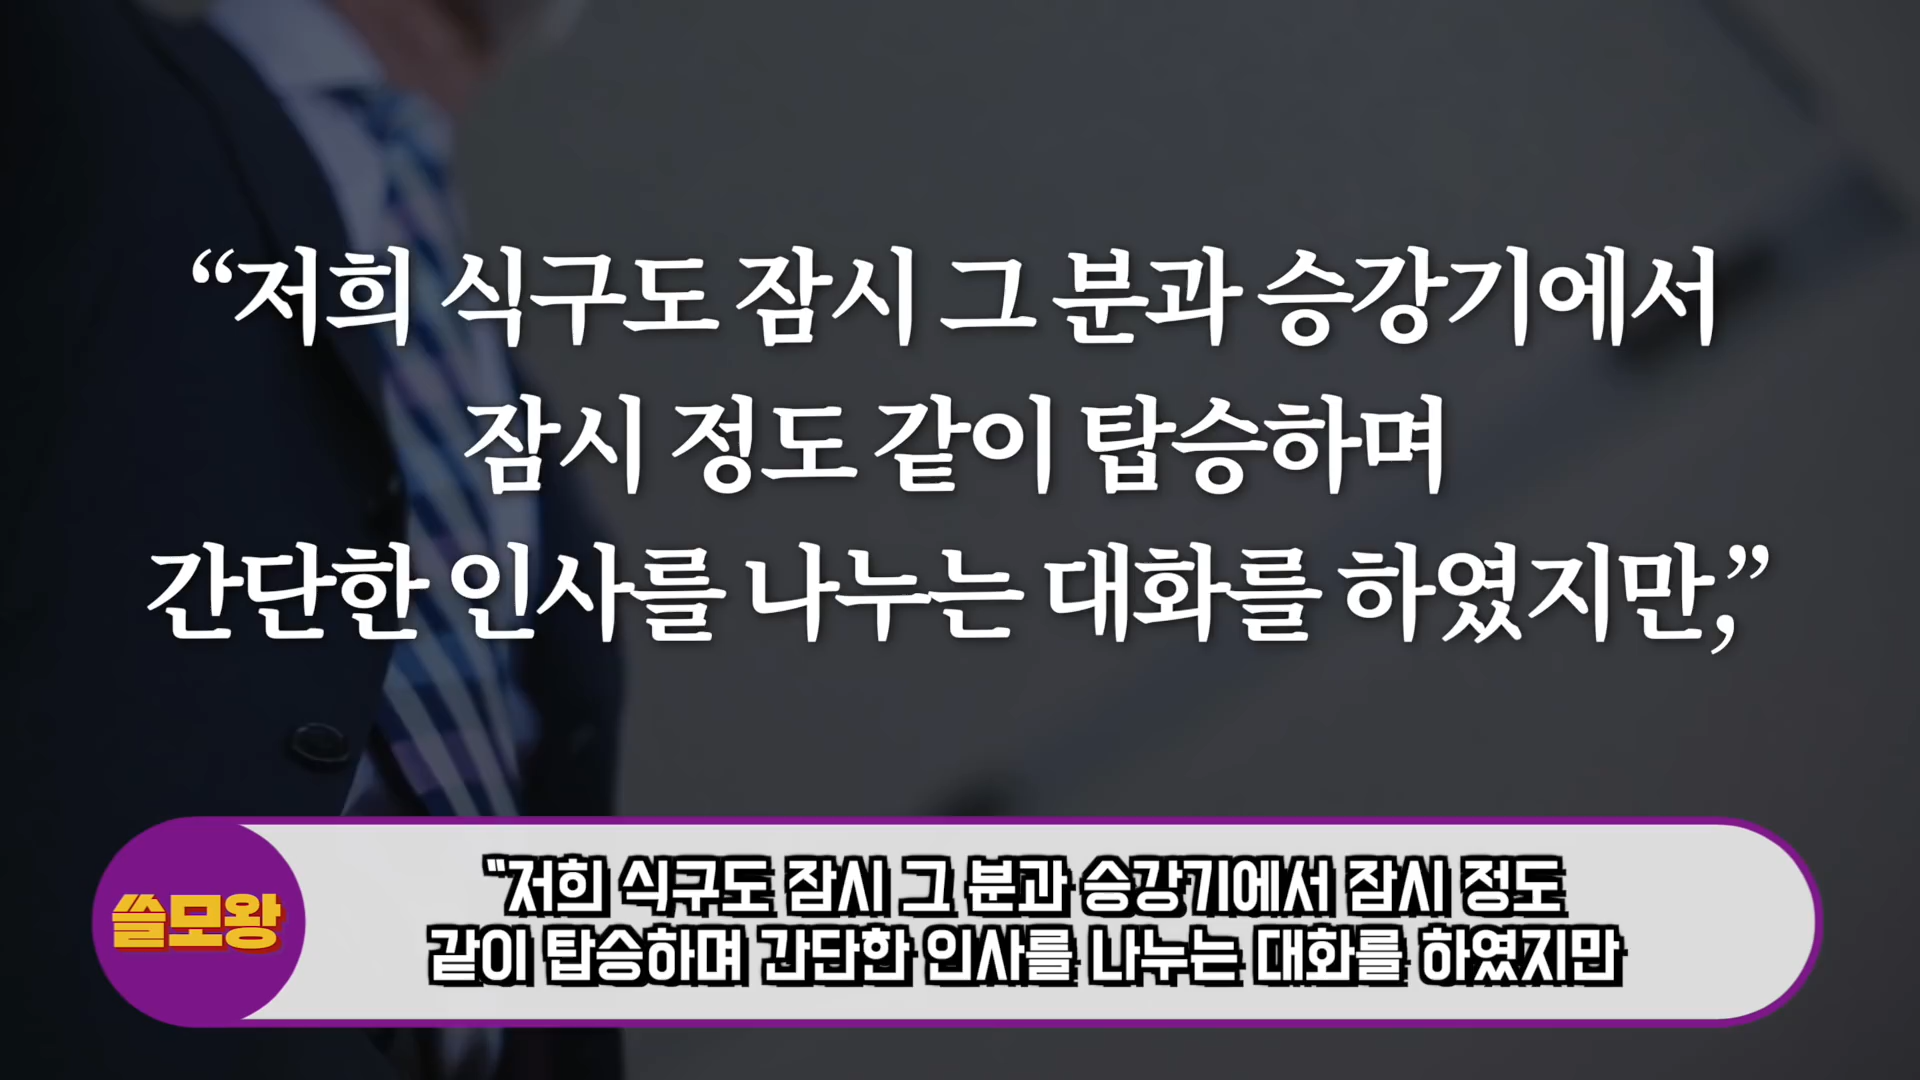 “저희 식구도 잠시 그 분과 승강기에서
잠시 정도 같이 탑승하며
간단한 인사를 나누는 대화를 하였지만,”
쓸모왕
"저희 식구도 잠시 그 분과 승강기에서 잠시 정도
같이 탑승하며 간단한 인사를 나누는 대화를 하였지만